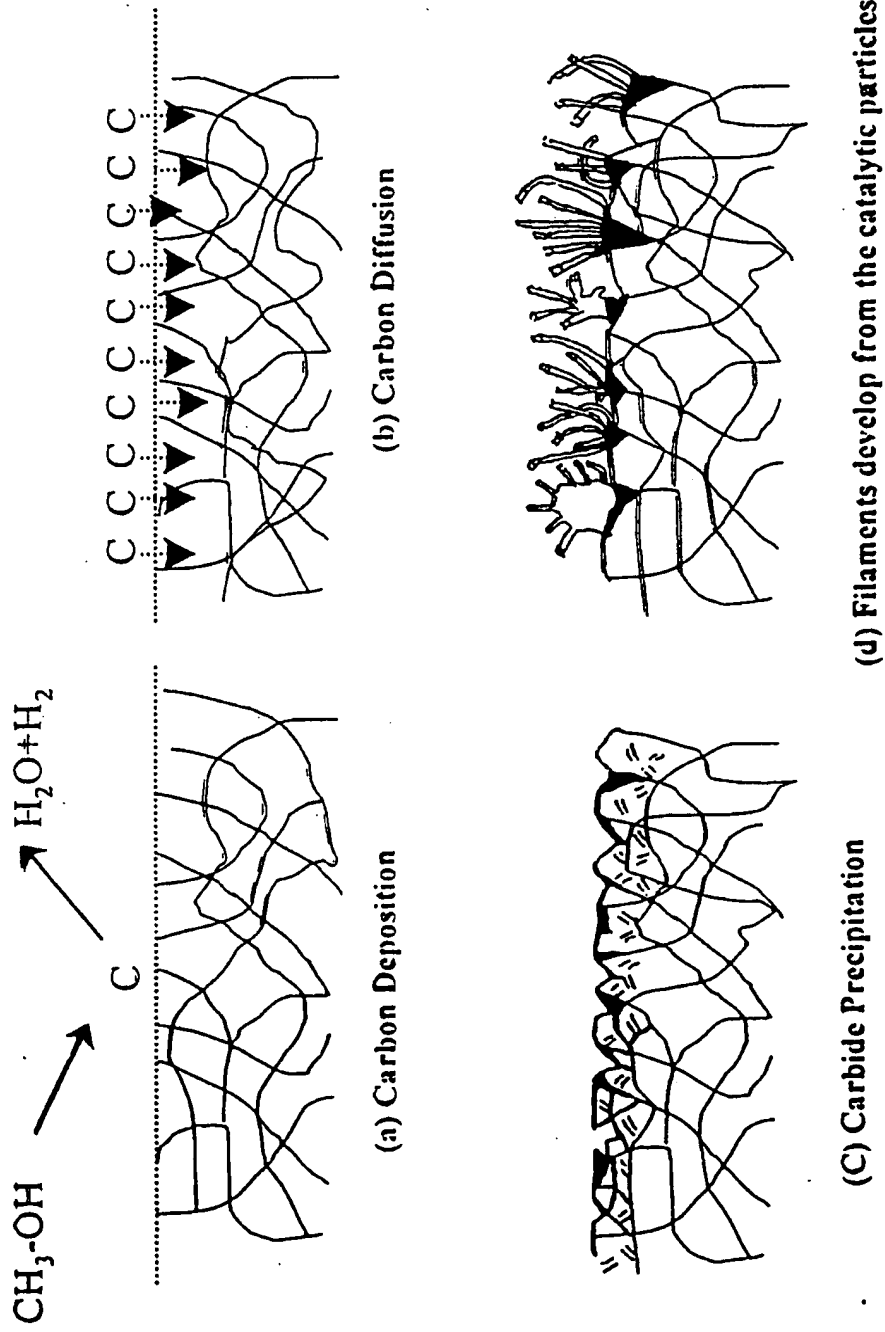 CH₃-OH
C
H₂O+H₂
(a) Carbon Deposition
C C C C C C C C C C
(b) Carbon Diffusion
(C) Carbide Precipitation
(d) Filaments develop from the catalytic particles